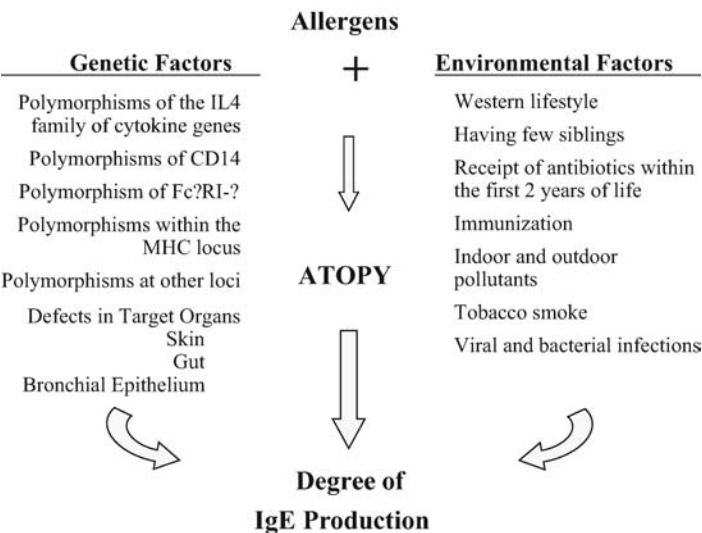 Allergens
+
Genetic Factors
Polymorphisms of the IL4
family of cytokine genes
Polymorphisms of CD14
Polymorphism of Fc?RI-?
Polymorphisms within the
MHC locus
Polymorphisms at other loci
Defects in Target Organs
Skin
Gut
Bronchial Epithelium
Environmental Factors
Western lifestyle
Having few siblings
Receipt of antibiotics within
the first 2 years of life
Immunization
Indoor and outdoor
pollutants
Tobacco smoke
Viral and bacterial infections
ATOPY
Degree of
IgE Production